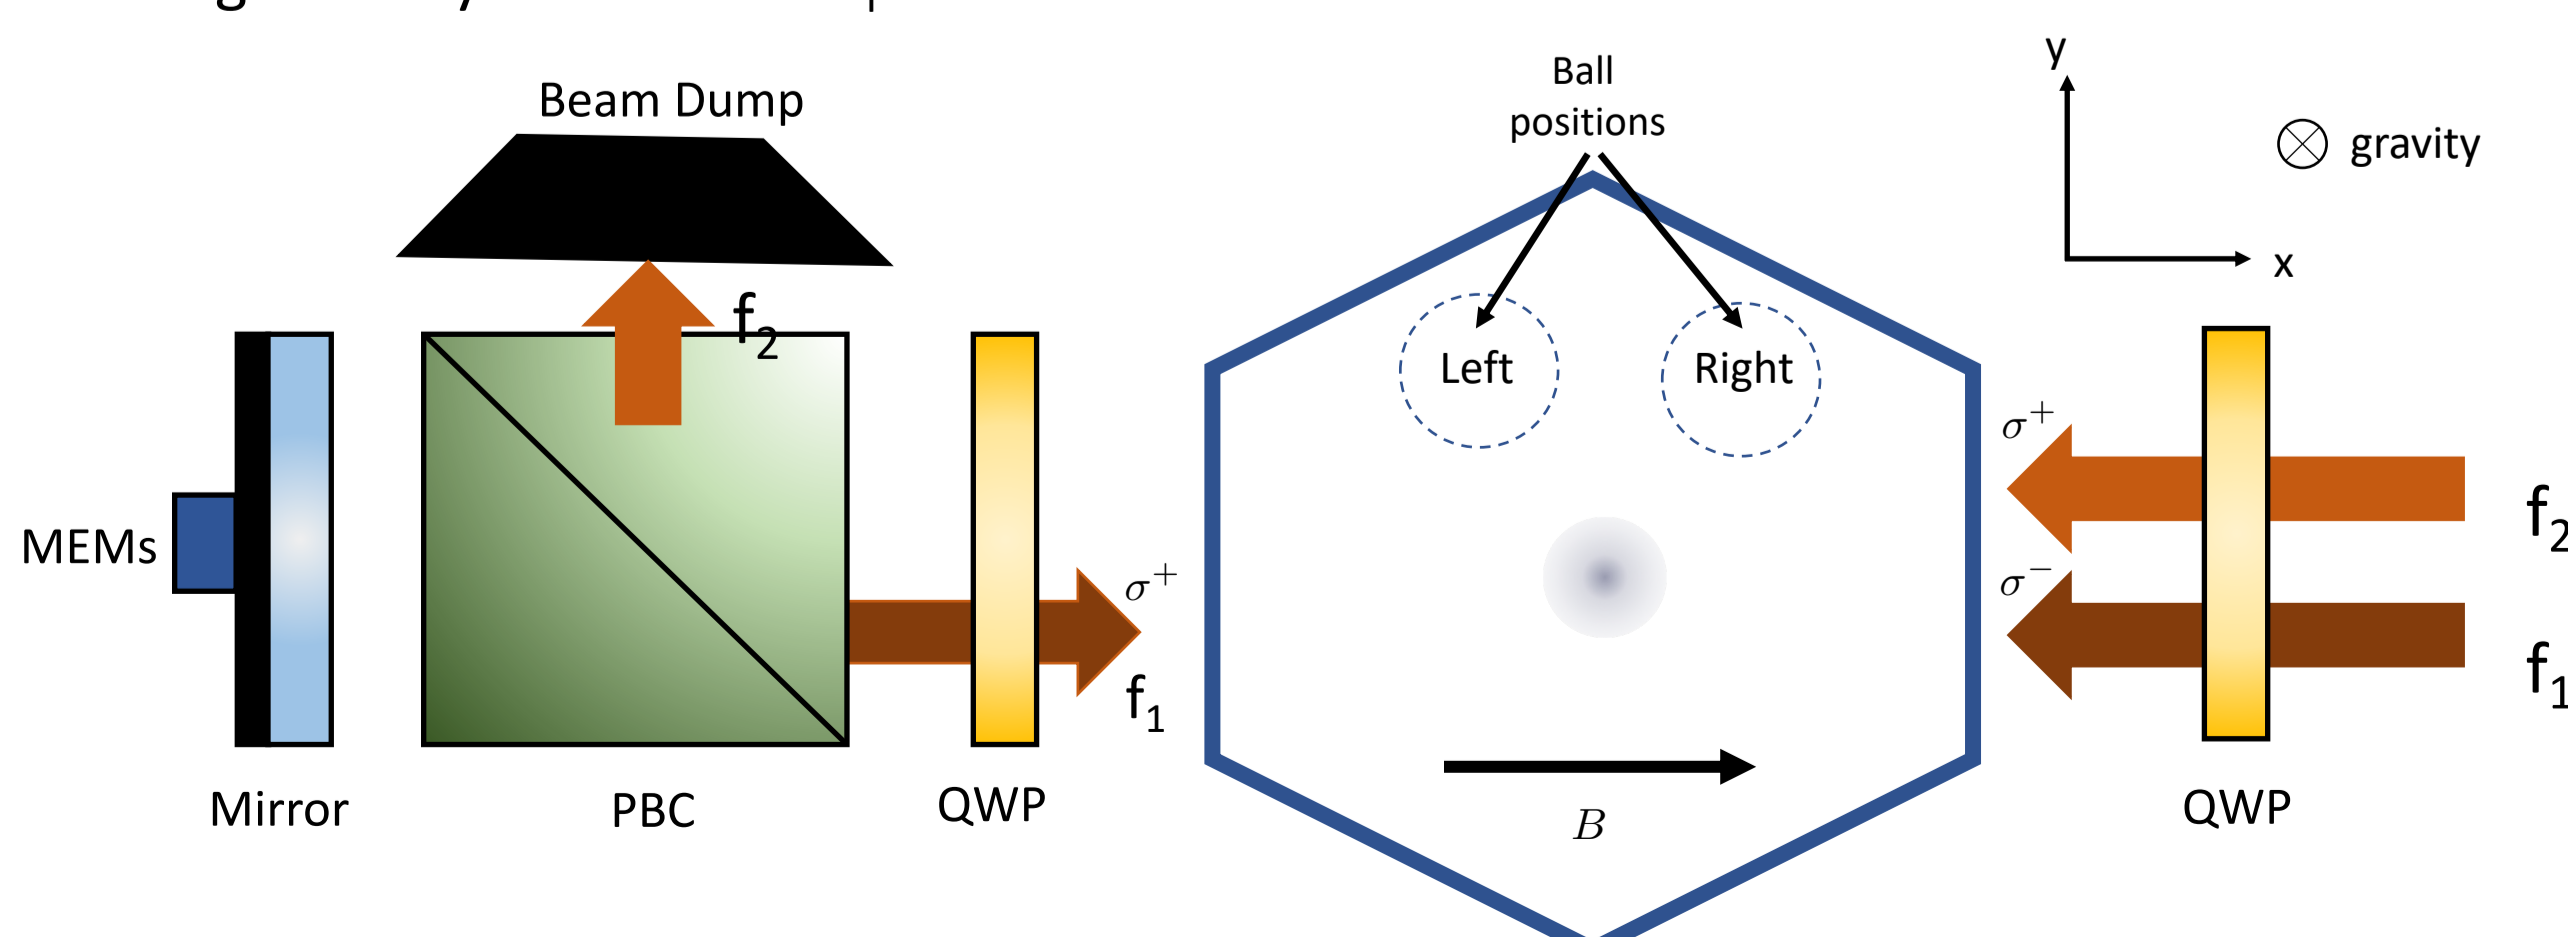 Beam Dump
Ball
positions
y
gravity
x
f₂
Left
Right
σ⁺
f₂
MEMs
σ⁺
σ⁻
f₁
f₁
Mirror
PBC
QWP
B
QWP